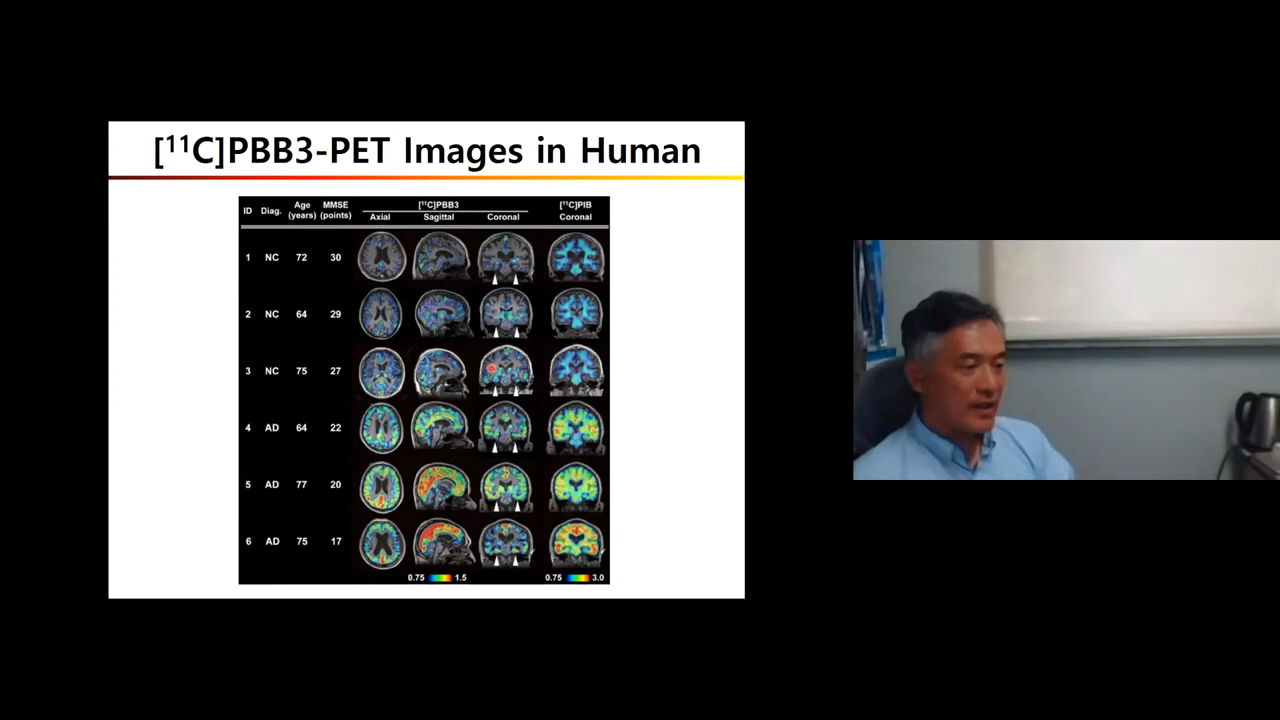 [¹¹C]PBB3-PET Images in Human
ID Diag. Age (years) MMSE (points) [¹¹C]PBB3 [¹¹C]PIB
Axial Sagittal Coronal Coronal
1 NC 72 30
2 NC 64 29
3 NC 75 27
4 AD 64 22
5 AD 77 20
6 AD 75 17
0.75 1.5 0.75 3.0